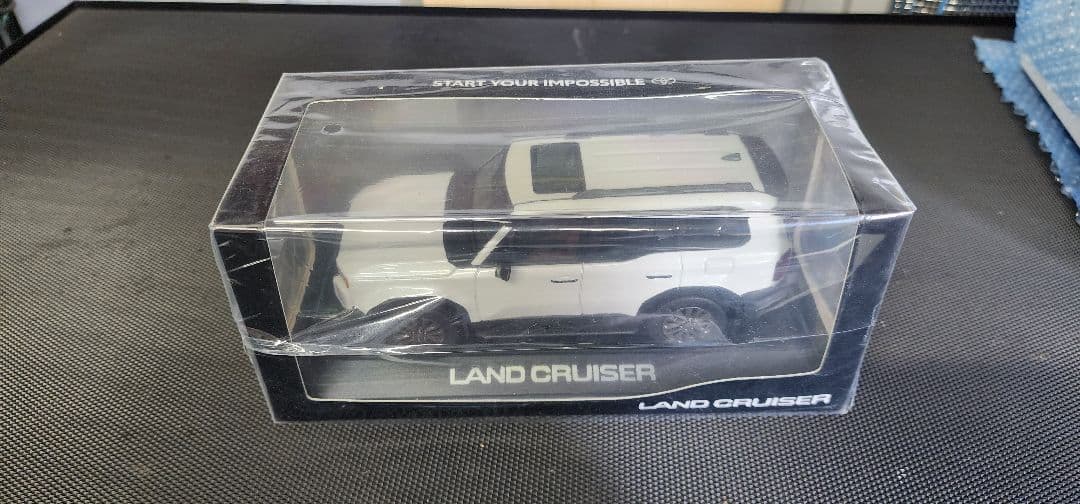 START YOUR IMPOSSIBLE
LAND CRUISER
LAND CRUISER